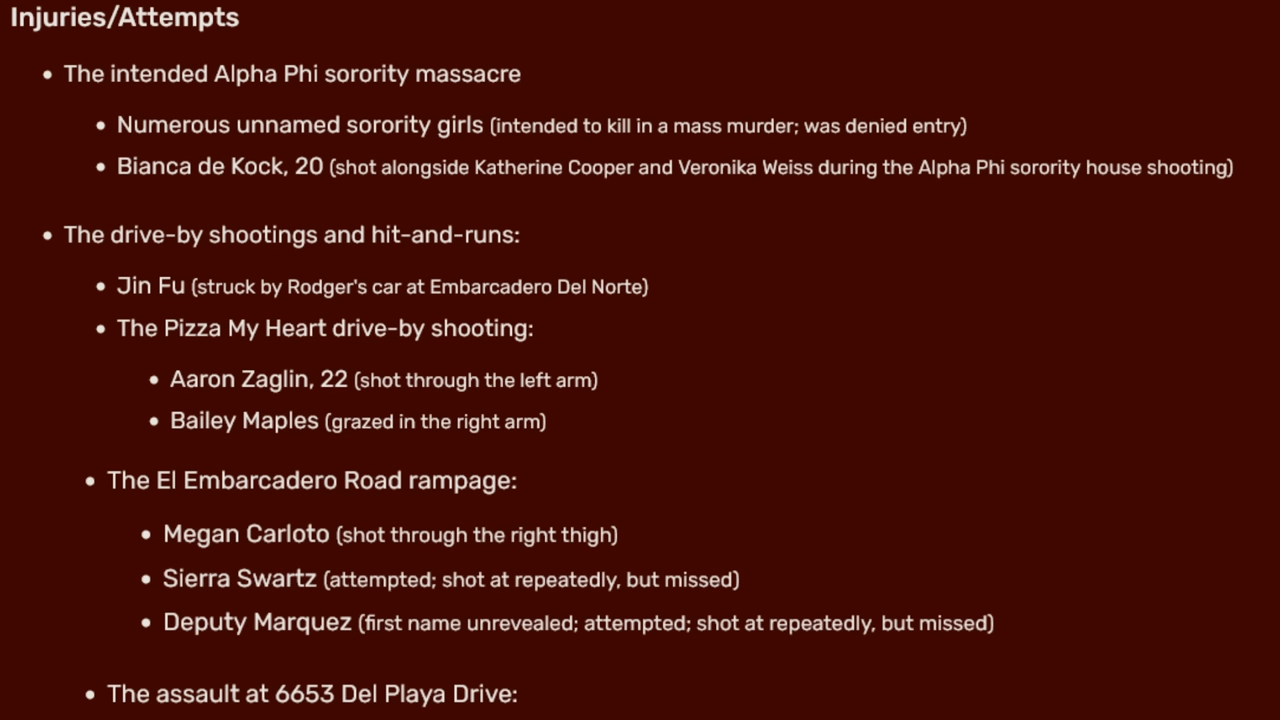 Injuries/Attempts
• The intended Alpha Phi sorority massacre
• Numerous unnamed sorority girls (intended to kill in a mass murder; was denied entry)
• Bianca de Kock, 20 (shot alongside Katherine Cooper and Veronika Weiss during the Alpha Phi sorority house shooting)
• The drive-by shootings and hit-and-runs:
• Jin Fu (struck by Rodger's car at Embarcadero Del Norte)
• The Pizza My Heart drive-by shooting:
• Aaron Zaglin, 22 (shot through the left arm)
• Bailey Maples (grazed in the right arm)
• The El Embarcadero Road rampage:
• Megan Carloto (shot through the right thigh)
• Sierra Swartz (attempted; shot at repeatedly, but missed)
• Deputy Marquez (first name unrevealed; attempted; shot at repeatedly, but missed)
• The assault at 6653 Del Playa Drive: